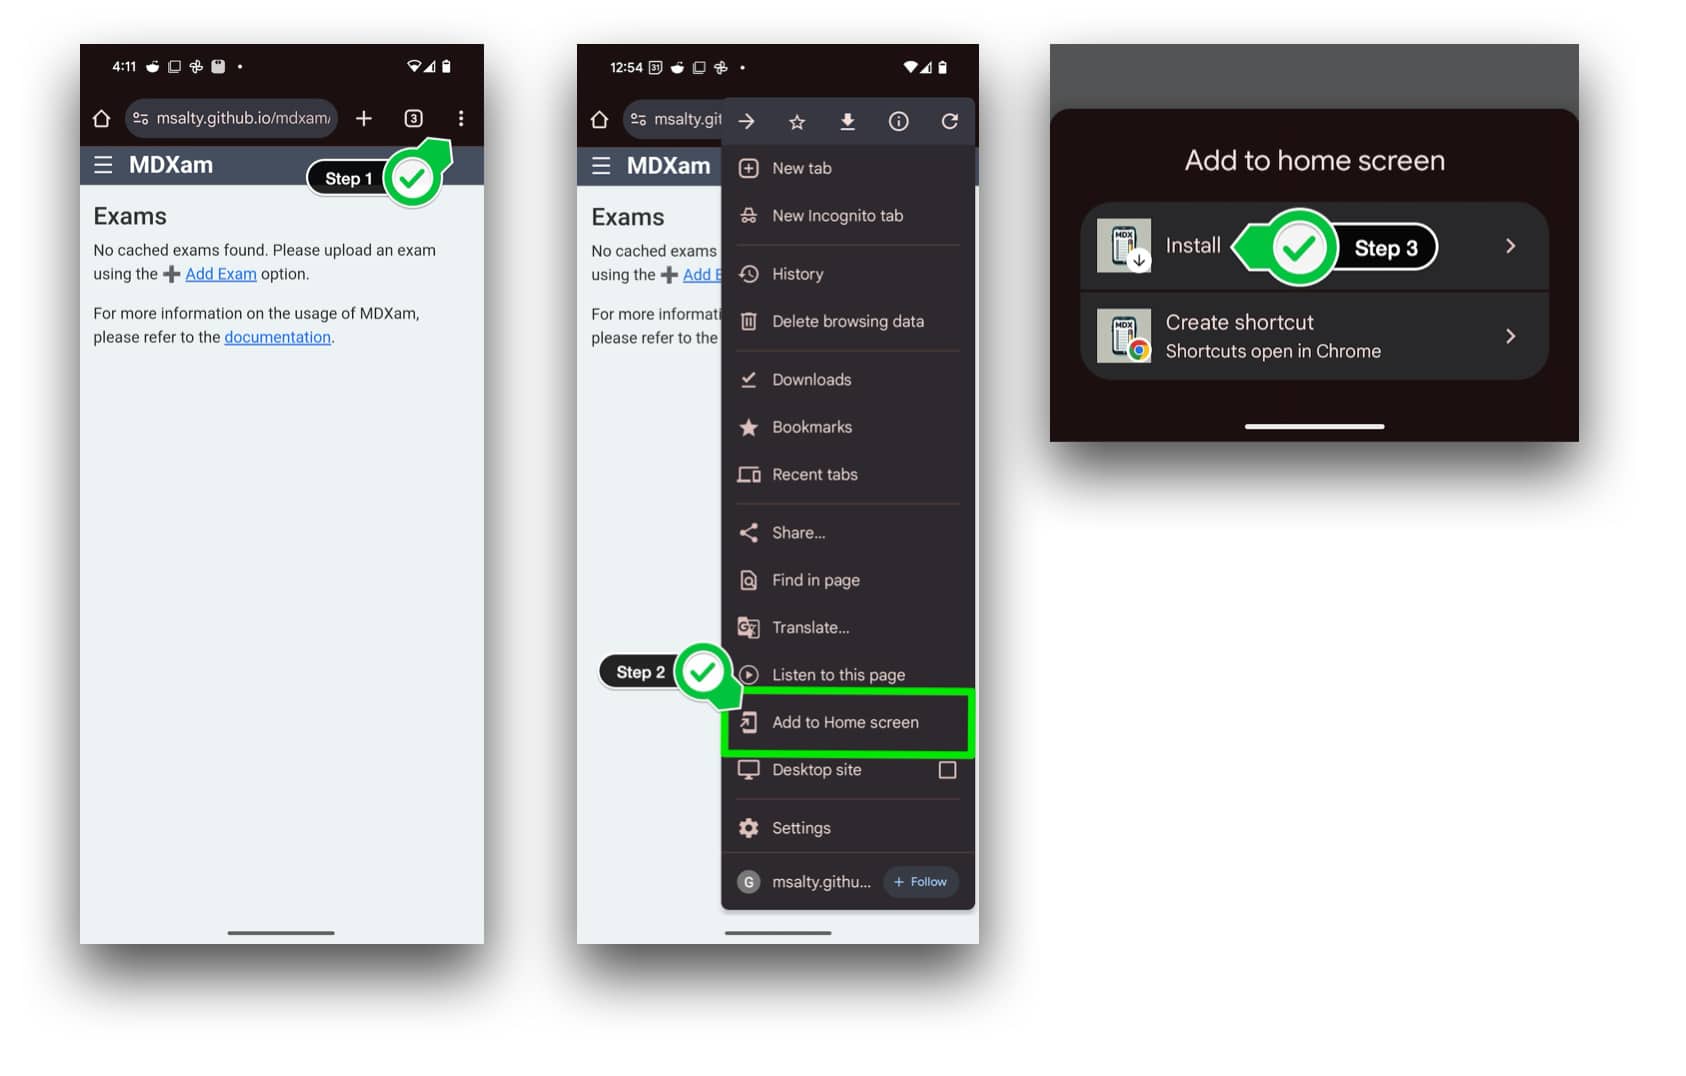 4:11
msalty.github.io/mdxam/
3
MDXam
Step 1
Exams
No cached exams found. Please upload an exam
using the ➕ Add Exam option.
For more information on the usage of MDXam,
please refer to the documentation.
12:54
31
msalty.git
MDXam
Exams
No cached exams
using the ➕ Add E
For more informati
please refer to the
New tab
New Incognito tab
History
Delete browsing data
Downloads
Bookmarks
Recent tabs
Share...
Find in page
Translate...
Listen to this page
Step 2
Add to Home screen
Desktop site
Settings
G
msalty.githu...
+ Follow
Add to home screen
MDX
Install
Step 3
MDX
Create shortcut
Shortcuts open in Chrome